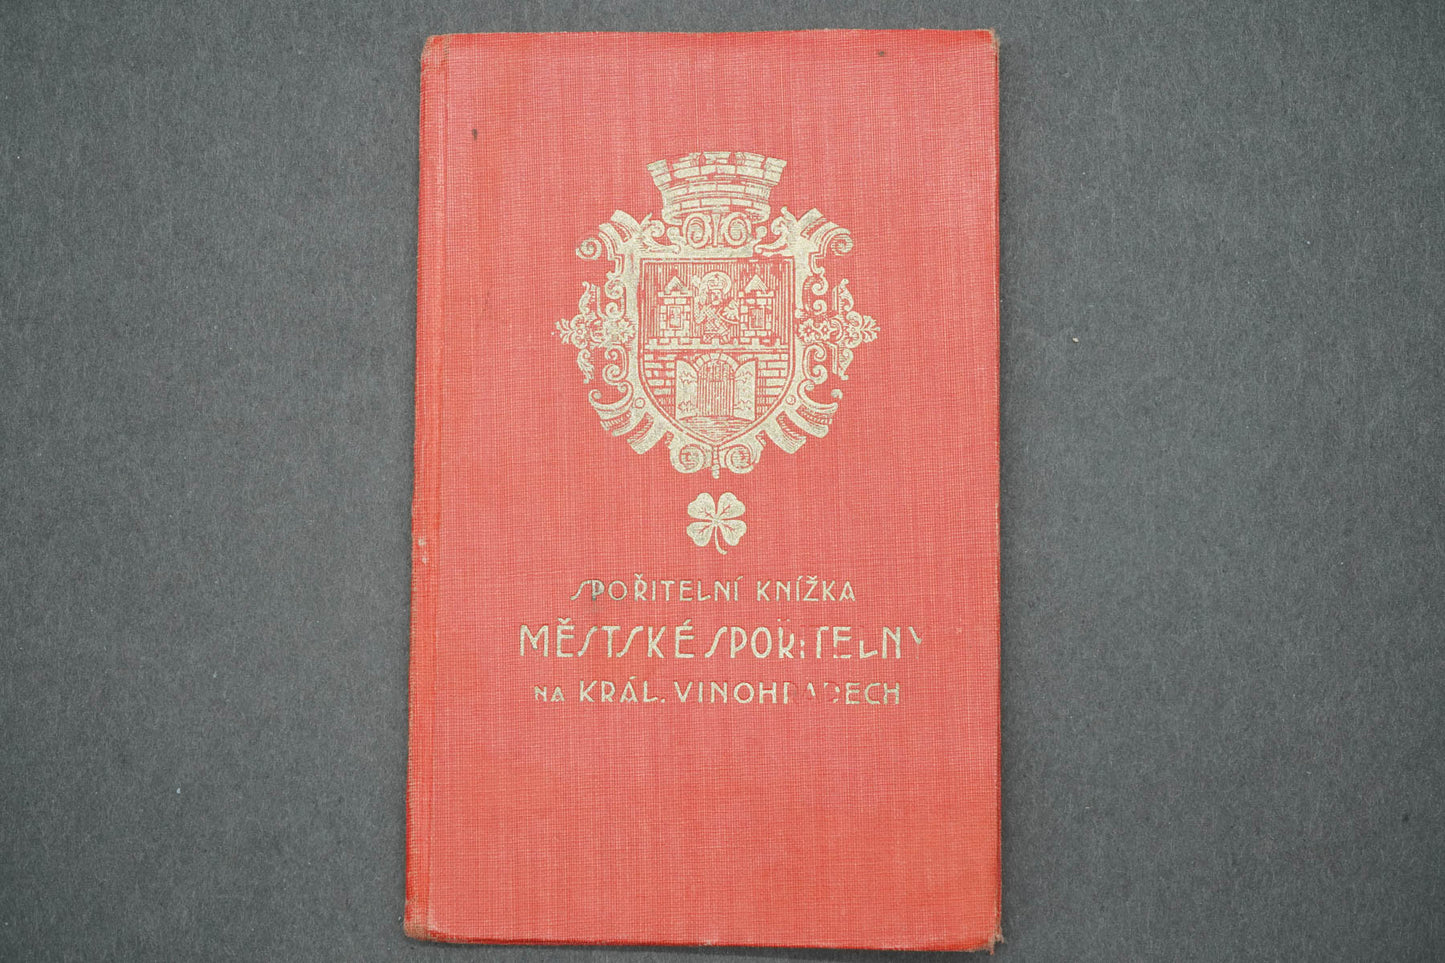 SPOŘITELNÍ KNÍŽKA
MĚSTSKÉ SPOŘITELNY
NA KRÁL. VINOHRADECH